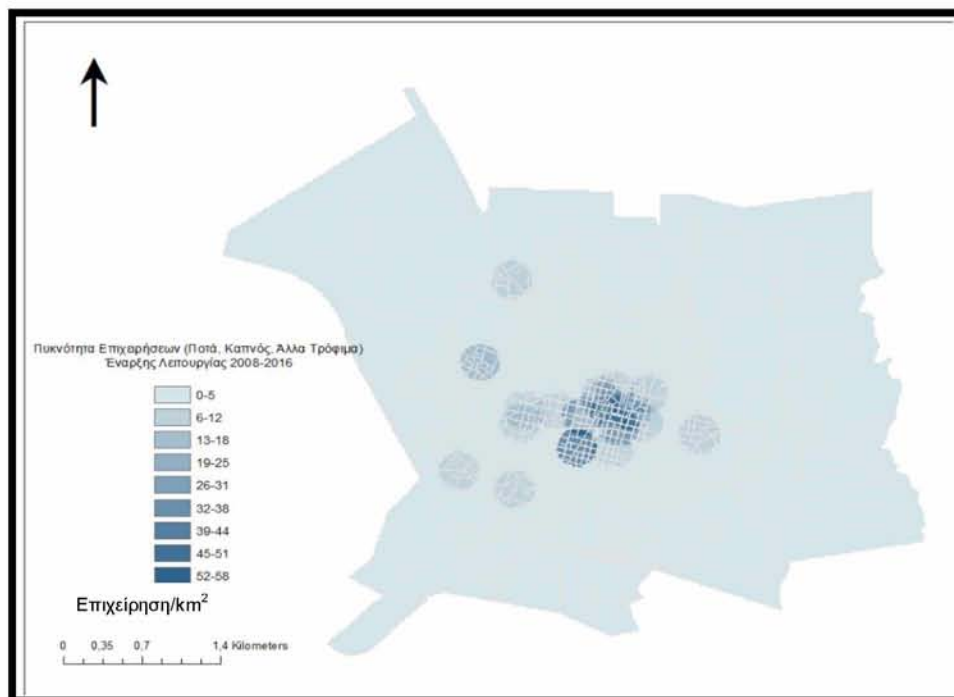 Πυκνότητα Επιχειρήσεων (Ποτά, Καπνός, Άλλα Τρόφιμα)
Έναρξης Λειτουργίας 2008-2016
0-5
6-12
13-18
19-25
26-31
32-38
39-44
45-51
52-58
Επιχείρηση/km²
0 0,35 0,7 1,4 Kilometers